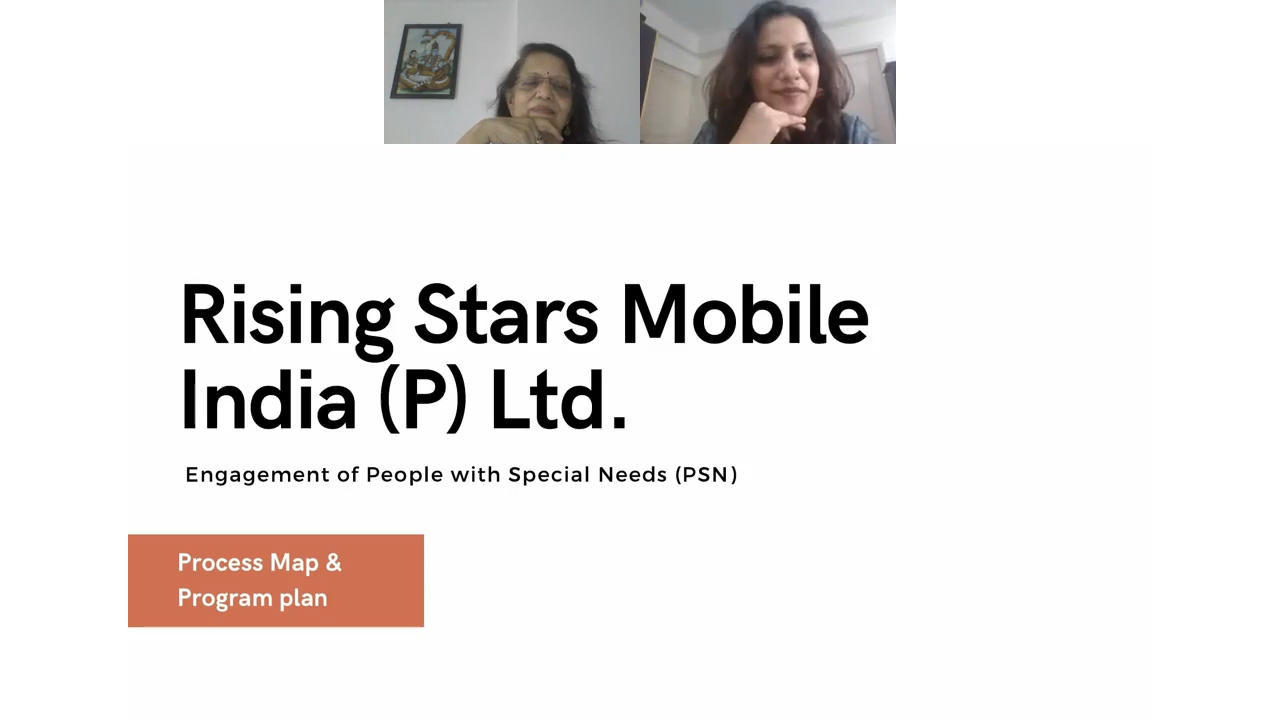 Rising Stars Mobile
India (P) Ltd.
Engagement of People with Special Needs (PSN)
Process Map &
Program plan